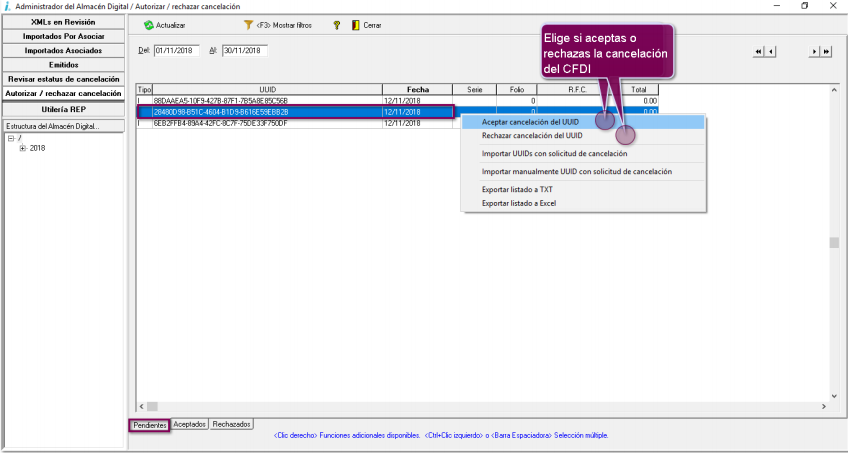 Administrador del Almacén Digital / Autorizar / rechazar cancelación
XMLs en Revisión
Importados Por Asociar
Importados Asociados
Emitidos
Revisar estatus de cancelación
Autorizar / rechazar cancelación
Utilería REP
Estructura del Almacén Digital...
/
2018
Actualizar <F3> Mostrar filtros ? Cerrar
Del: 01/11/2018 Al: 30/11/2018
Elige si aceptas o
rechazas la cancelación
del CFDI
Tipo UUID Fecha Serie Folio R.F.C. Total
I 88DAAEA5-10F9-427B-87F1-7B5A8E85C56B 12/11/2018 0 0.00
28480D98-B51C-4604-B1D9-B616E59EBB2B 12/11/2018 0 0.00
I 6EB2FFB4-89A4-42FC-8C7F-75DE33F750DF 12/11/2018
Aceptar cancelación del UUID
Rechazar cancelación del UUID
Importar UUIDs con solicitud de cancelación
Importar manualmente UUID con solicitud de cancelación
Exportar listado a TXT
Exportar listado a Excel
Pendientes Aceptados Rechazados
<Clic derecho> Funciones adicionales disponibles. <Ctrl+Clic izquierdo> o <Barra Espaciadora> Selección múltiple.